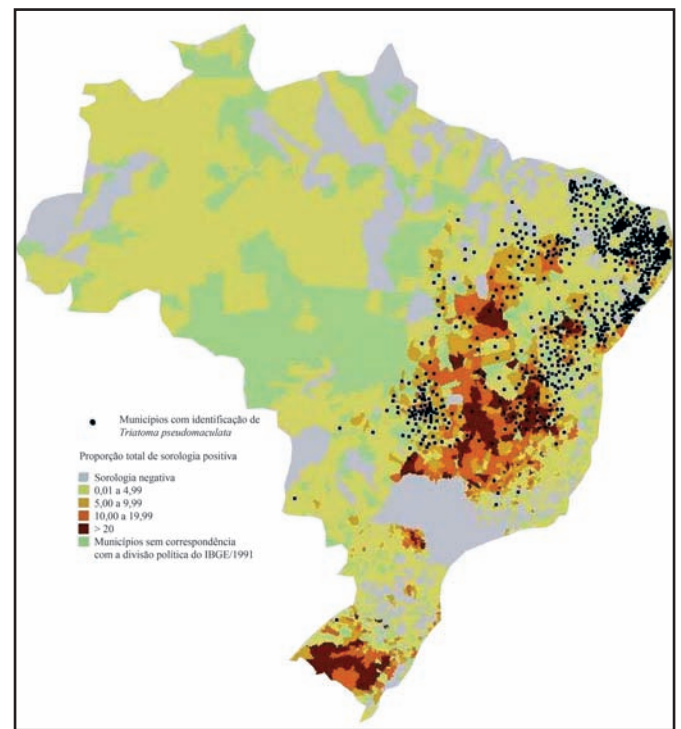 Municípios com identificação de
Triatoma pseudomaculata
Proporção total de sorologia positiva
Sorologia negativa
0,01 a 4,99
5,00 a 9,99
10,00 a 19,99
> 20
Municípios sem correspondência
com a divisão política do IBGE/1991